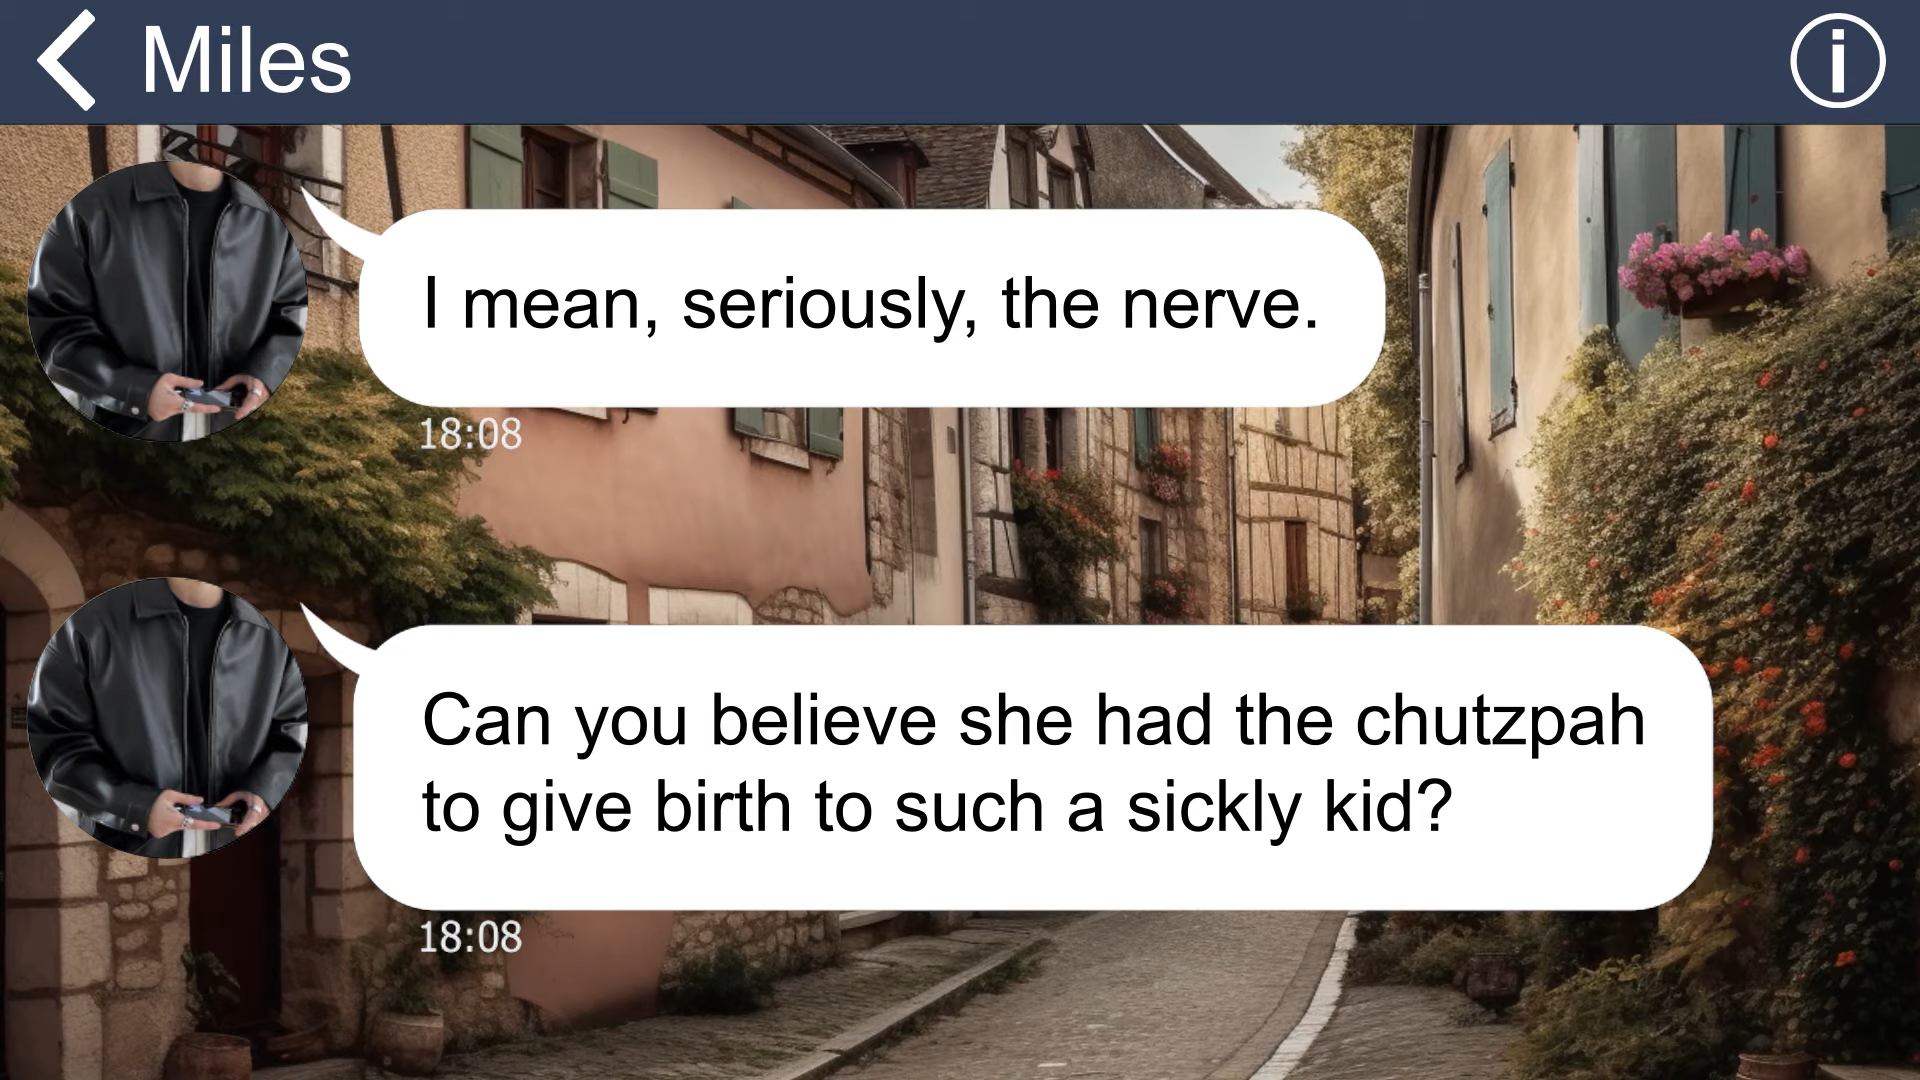 Miles
I mean, seriously, the nerve.
18:08
Can you believe she had the chutzpah
to give birth to such a sickly kid?
18:08